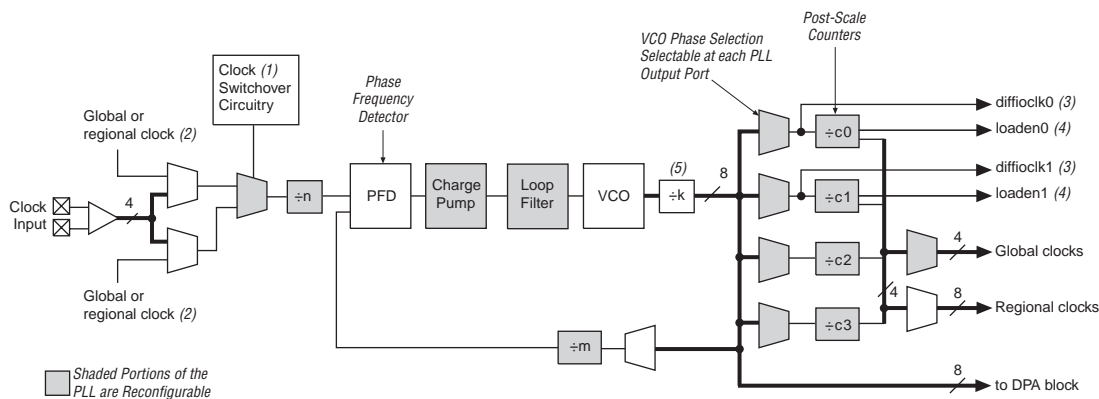 VCO Phase Selection
Selectable at each PLL
Output Port
Post-Scale
Counters
Clock (1)
Switchover
Circuitry
Phase
Frequency
Detector
Global or
regional clock (2)
diffioclk0 (3)
loaden0 (4)
÷c0
diffioclk1 (3)
loaden1 (4)
÷c1
4
Clock
Input
÷n
PFD
Charge
Pump
Loop
Filter
VCO
(5)
÷k
8
÷c2
4
Global clocks
Global or
regional clock (2)
4
÷c3
8
Regional clocks
÷m
8
to DPA block
Shaded Portions of the
PLL are Reconfigurable